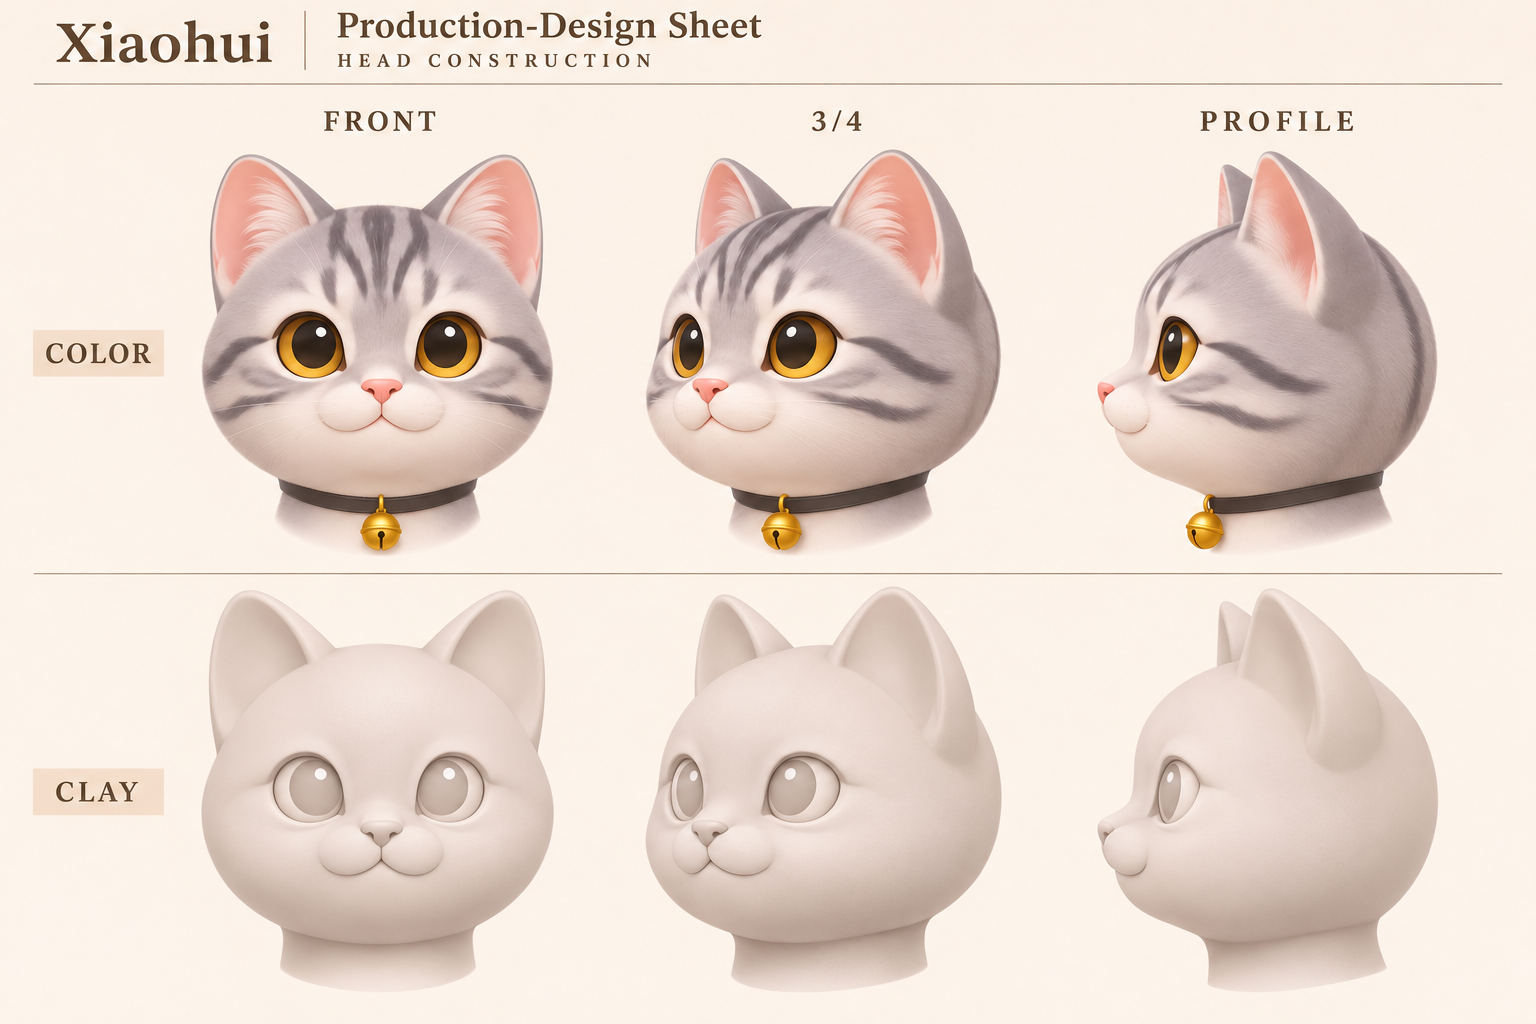 Xiaohui
Production-Design Sheet
HEAD CONSTRUCTION
FRONT
3/4
PROFILE
COLOR
CLAY